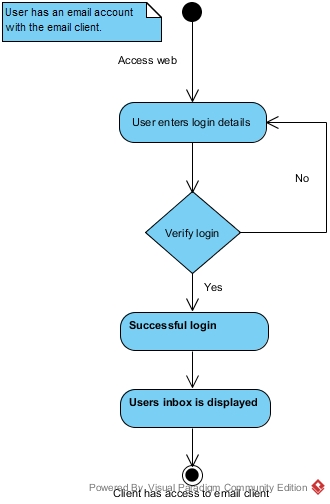 User has an email account
with the email client.
Access web
User enters login details
No
Verify login
Yes
Successful login
Users inbox is displayed
Powered By Visual Paradigm Community Edition
Client has access to email client